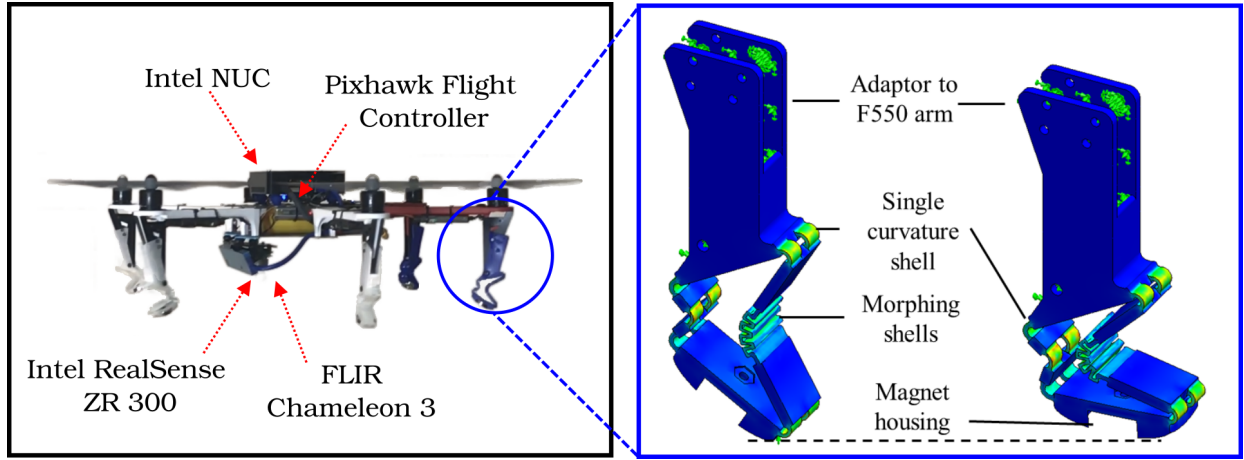 Intel NUC
Pixhawk Flight
Controller
Intel RealSense
ZR 300
FLIR
Chameleon 3
Adaptor to
F550 arm
Single
curvature
shell
Morphing
shells
Magnet
housing